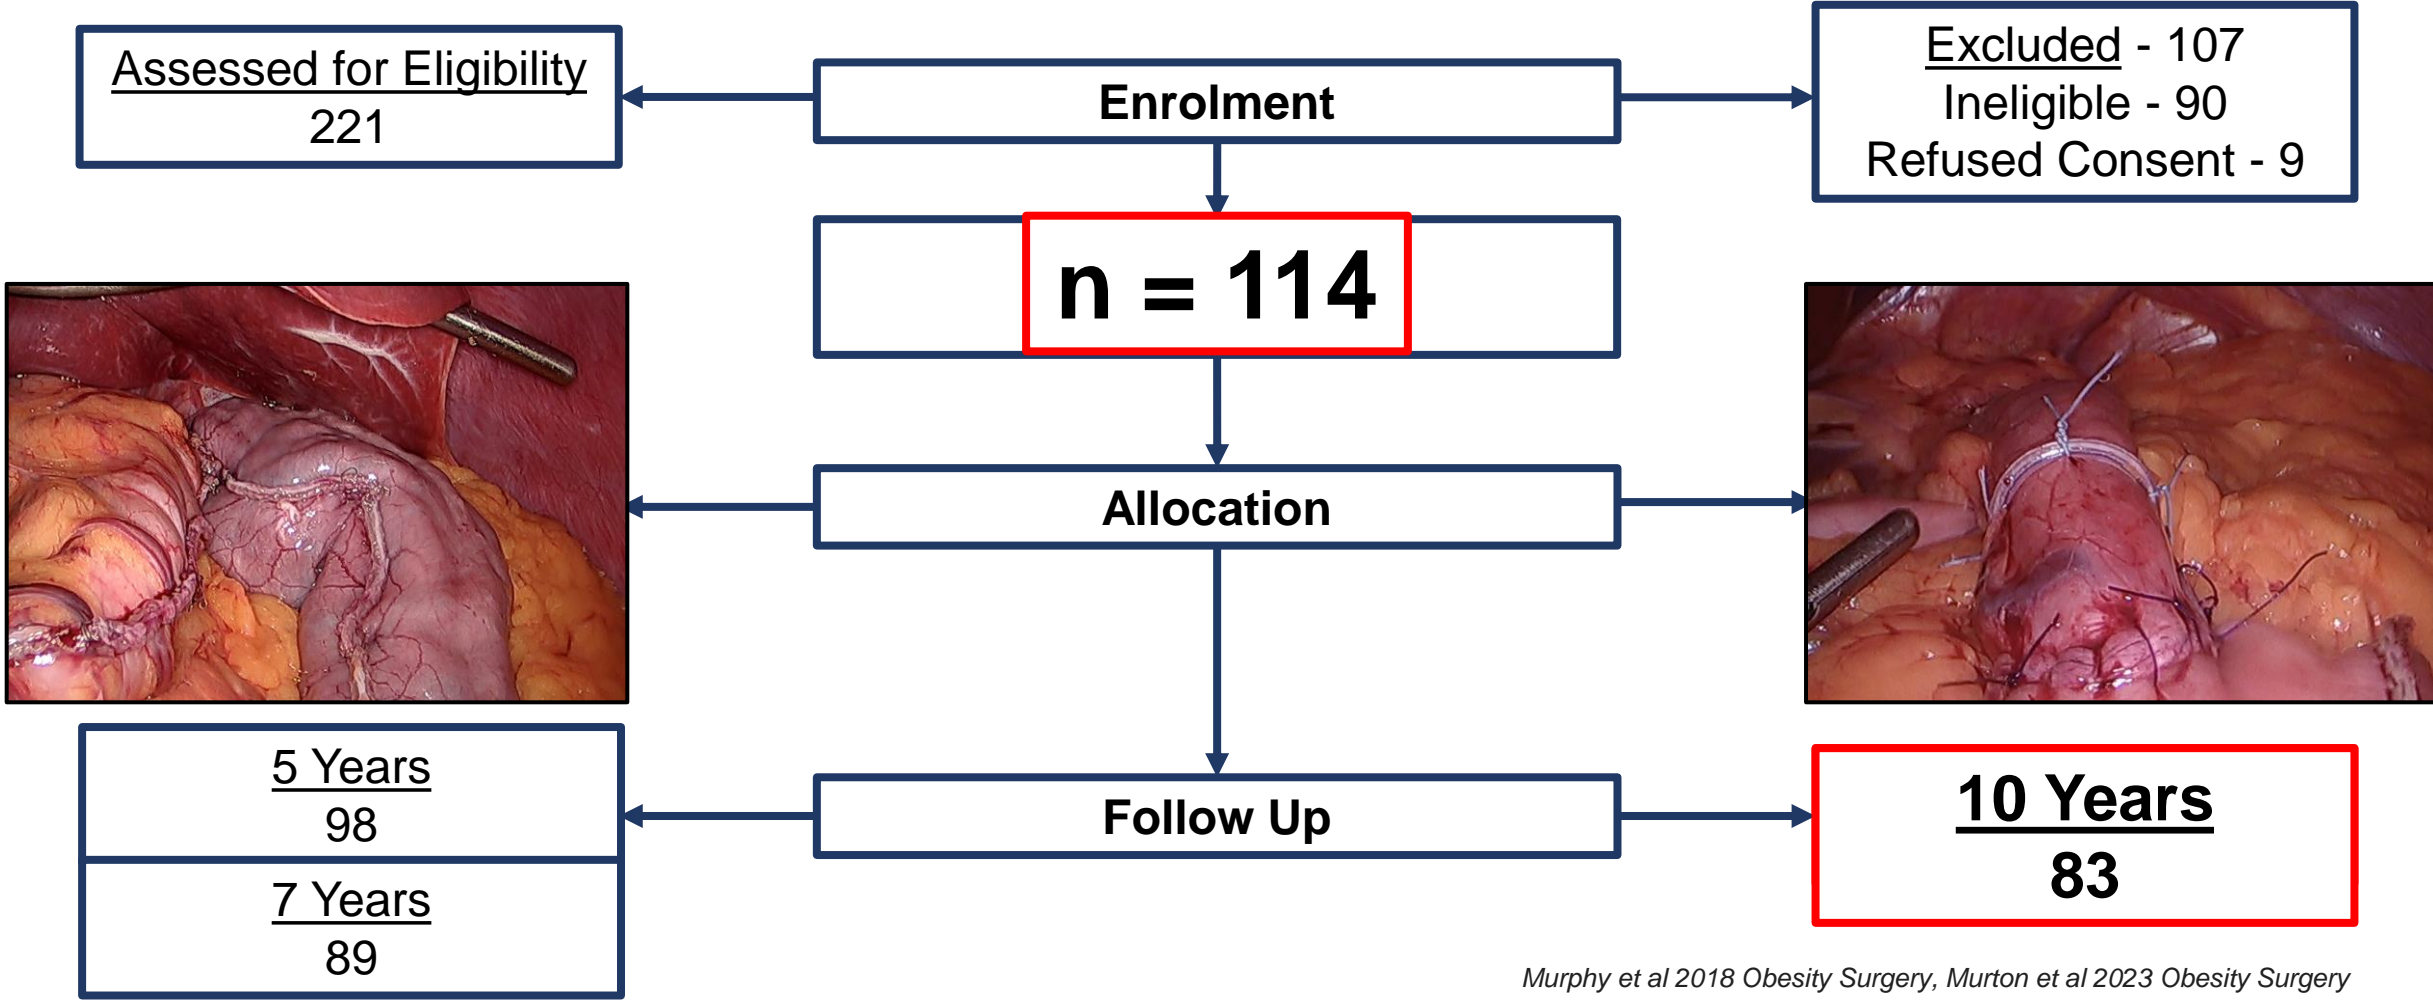 Assessed for Eligibility
221
Enrolment
Excluded - 107
Ineligible - 90
Refused Consent - 9
n = 114
Allocation
5 Years
98
7 Years
89
Follow Up
10 Years
83
Murphy et al 2018 Obesity Surgery, Murton et al 2023 Obesity Surgery